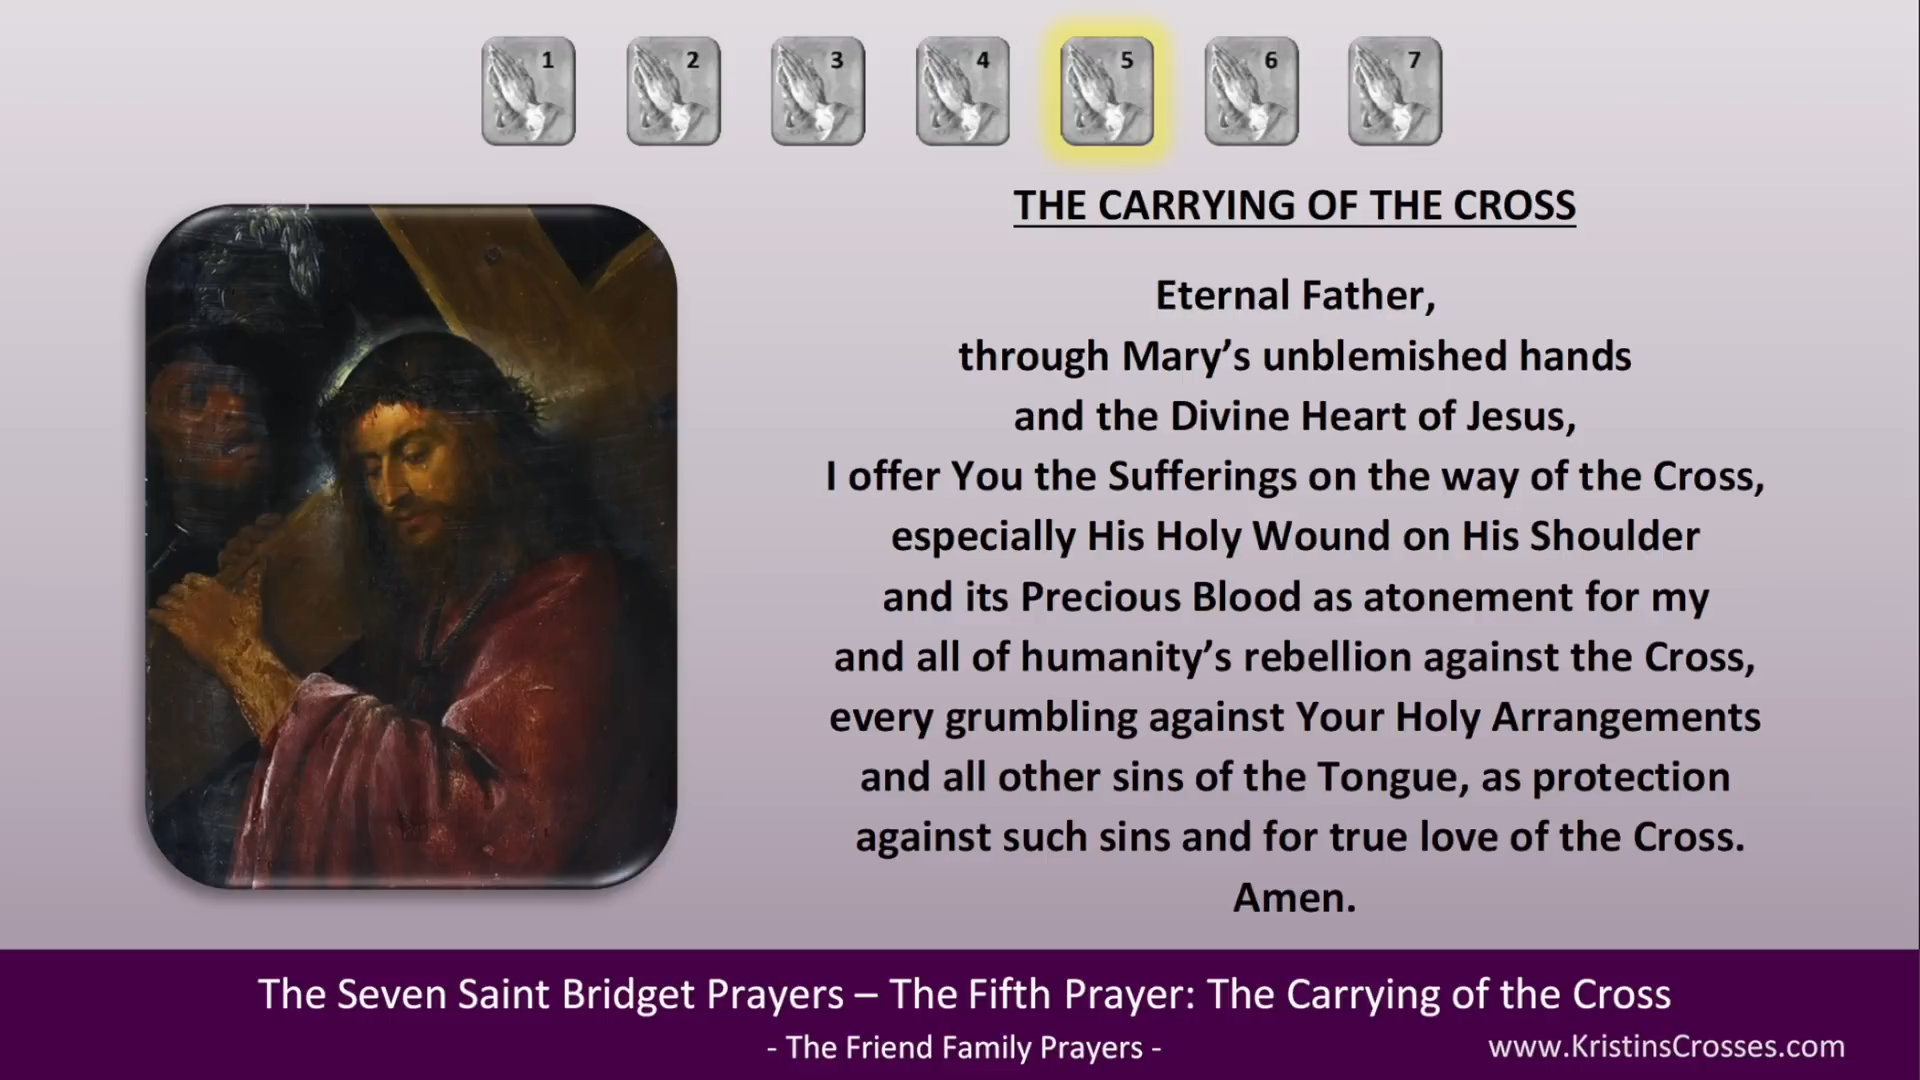 1 2 3 4 5 6 7
THE CARRYING OF THE CROSS
Eternal Father,
through Mary’s unblemished hands
and the Divine Heart of Jesus,
I offer You the Sufferings on the way of the Cross,
especially His Holy Wound on His Shoulder
and its Precious Blood as atonement for my
and all of humanity’s rebellion against the Cross,
every grumbling against Your Holy Arrangements
and all other sins of the Tongue, as protection
against such sins and for true love of the Cross.
Amen.
The Seven Saint Bridget Prayers – The Fifth Prayer: The Carrying of the Cross
- The Friend Family Prayers -
www.KristinsCrosses.com